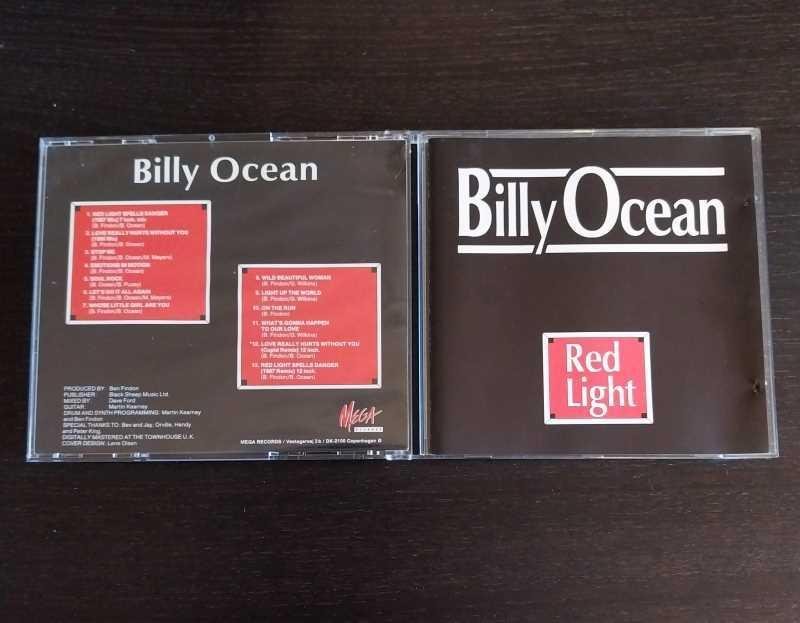 Billy Ocean
1. RED LIGHT SPELLS DANGER
(1987 Mix) 7 inch. mix
(B. Findon/B. Ocean)
2. LOVE REALLY HURTS WITHOUT YOU
(1986 Mix)
(B. Findon/B. Ocean)
3. STOP ME
(B. Findon/B. Ocean/M. Meyers)
4. EMOTIONS IN MOTION
(B. Findon/B. Ocean)
5. SOUL ROCK
(B. Ocean/B. Pusey)
6. LET'S DO IT ALL AGAIN
(B. Findon/B. Ocean/M. Meyers)
7. WHOSE LITTLE GIRL ARE YOU
(B. Findon/B. Ocean)
8. WILD BEAUTIFUL WOMAN
(B. Findon/G. Wilkins)
9. LIGHT UP THE WORLD
(B. Findon/G. Wilkins)
10. ON THE RUN
(B. Findon)
11. WHAT'S GONNA HAPPEN
TO OUR LOVE
(B. Findon/G. Wilkins)
*12. LOVE REALLY HURTS WITHOUT YOU
(Cupid Remix) 12 inch.
(B. Findon/B. Ocean)
13. RED LIGHT SPELLS DANGER
(1987 Remix) 12 inch.
(B. Findon/B. Ocean)
PRODUCED BY: Ben Findon
PUBLISHER: Black Sheep Music Ltd.
MIXED BY: Dave Ford
GUITAR: Martin Kearney
DRUM AND SYNTH PROGRAMMING: Martin Kearney
and Ben Findon
SPECIAL THANKS TO: Bev and Jay, Orville, Hendy
and Peter King.
DIGITALLY MASTERED AT THE TOWNHOUSE U.K.
COVER DESIGN: Lene Olsen
MEGA
RECORDS
MEGA RECORDS / Vestagervej 2b / DK-2100 Copenhagen Ø
Billy Ocean
Red
Light